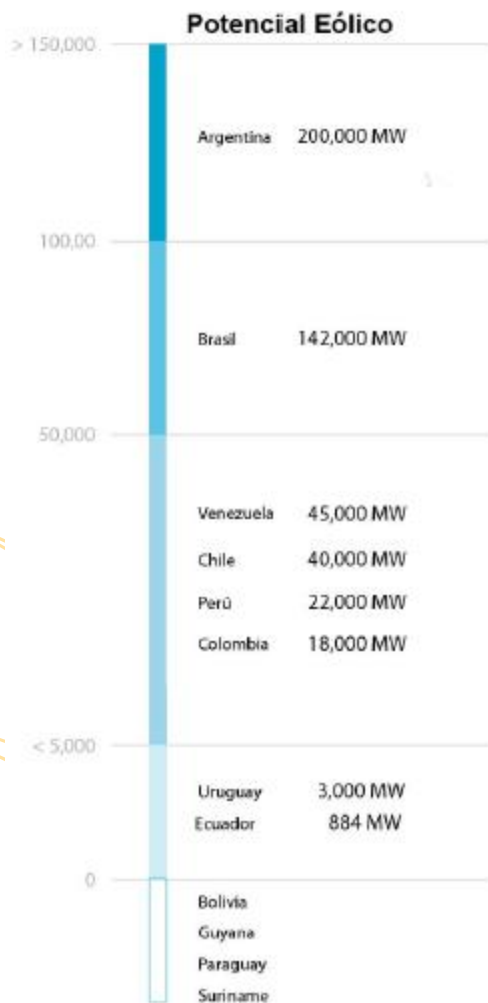 Potencial Eólico
> 150,000
Argentina 200,000 MW
100,00
Brasil 142,000 MW
50,000
Venezuela 45,000 MW
Chile 40,000 MW
Perú 22,000 MW
Colombia 18,000 MW
< 5,000
Uruguay 3,000 MW
Ecuador 884 MW
0
Bolivia
Guyana
Paraguay
Suriname